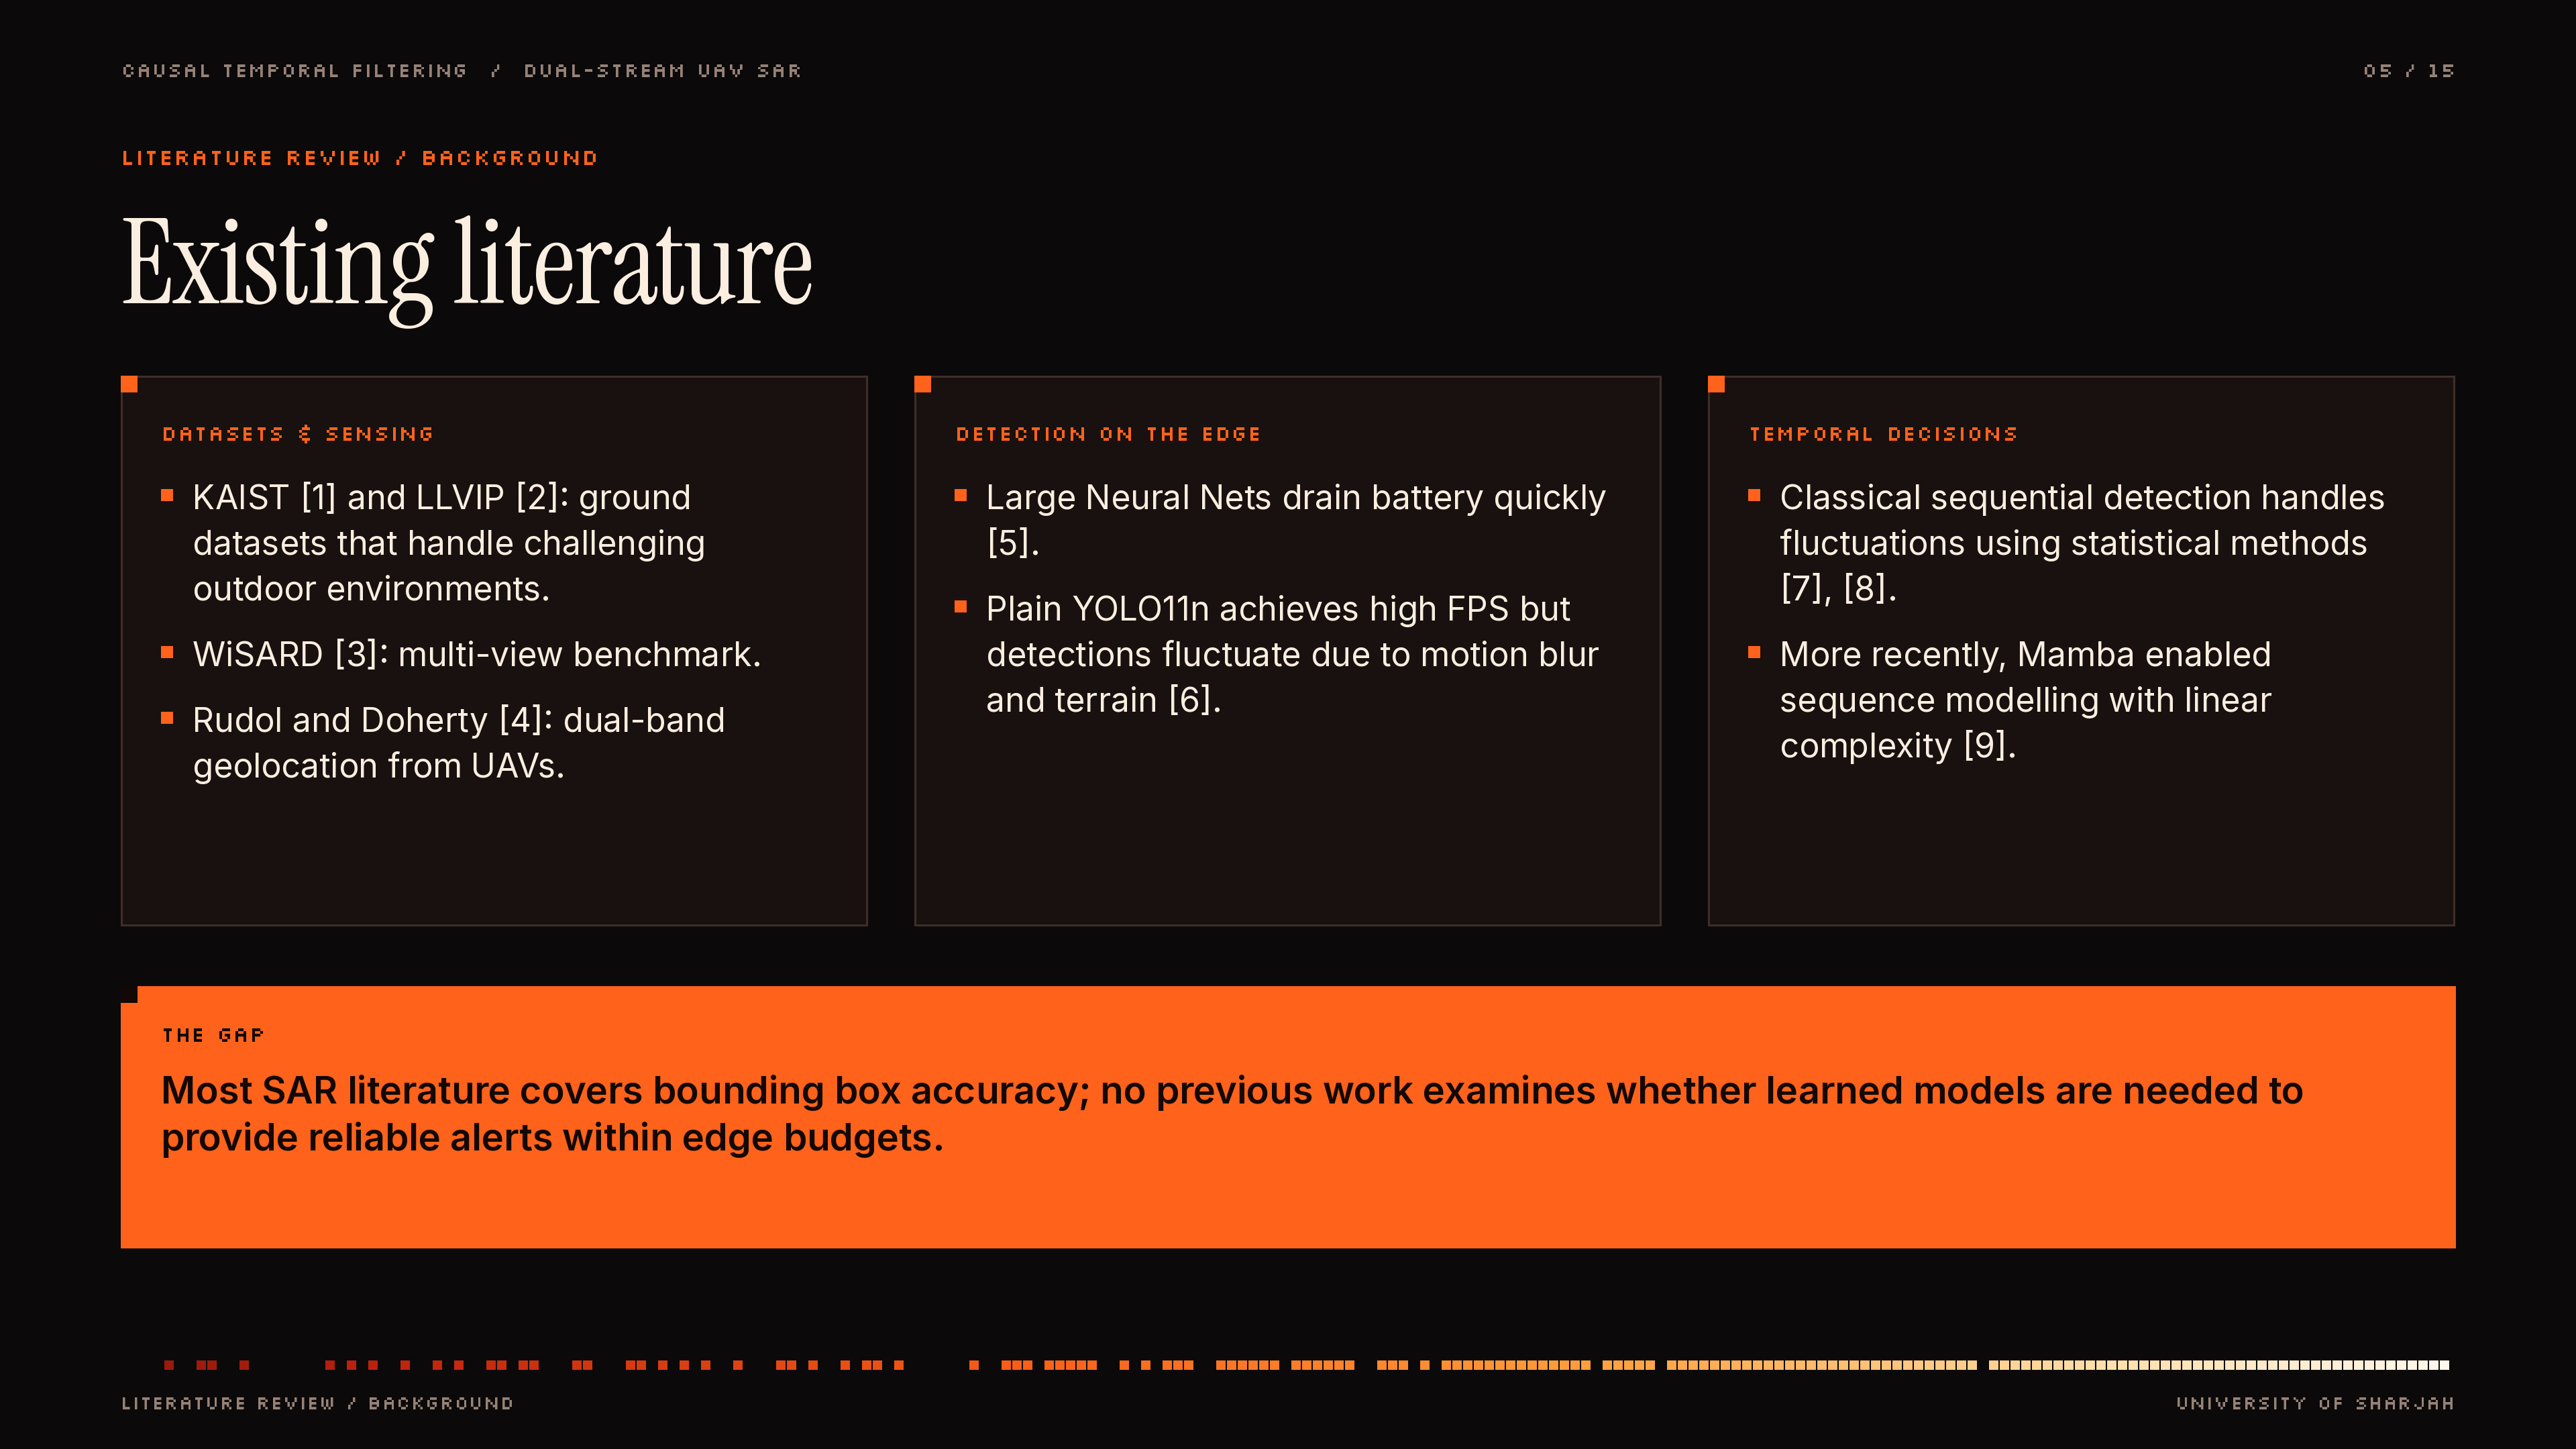 CAUSAL TEMPORAL FILTERING / DUAL-STREAM UAV SAR
05 / 15
LITERATURE REVIEW / BACKGROUND
Existing literature
DATASETS & SENSING
KAIST [1] and LLVIP [2]: ground
datasets that handle challenging
outdoor environments.
WiSARD [3]: multi-view benchmark.
Rudol and Doherty [4]: dual-band
geolocation from UAVs.
DETECTION ON THE EDGE
Large Neural Nets drain battery quickly
[5].
Plain YOLO11n achieves high FPS but
detections fluctuate due to motion blur
and terrain [6].
TEMPORAL DECISIONS
Classical sequential detection handles
fluctuations using statistical methods
[7], [8].
More recently, Mamba enabled
sequence modelling with linear
complexity [9].
THE GAP
Most SAR literature covers bounding box accuracy; no previous work examines whether learned models are needed to
provide reliable alerts within edge budgets.
LITERATURE REVIEW / BACKGROUND
UNIVERSITY OF SHARJAH